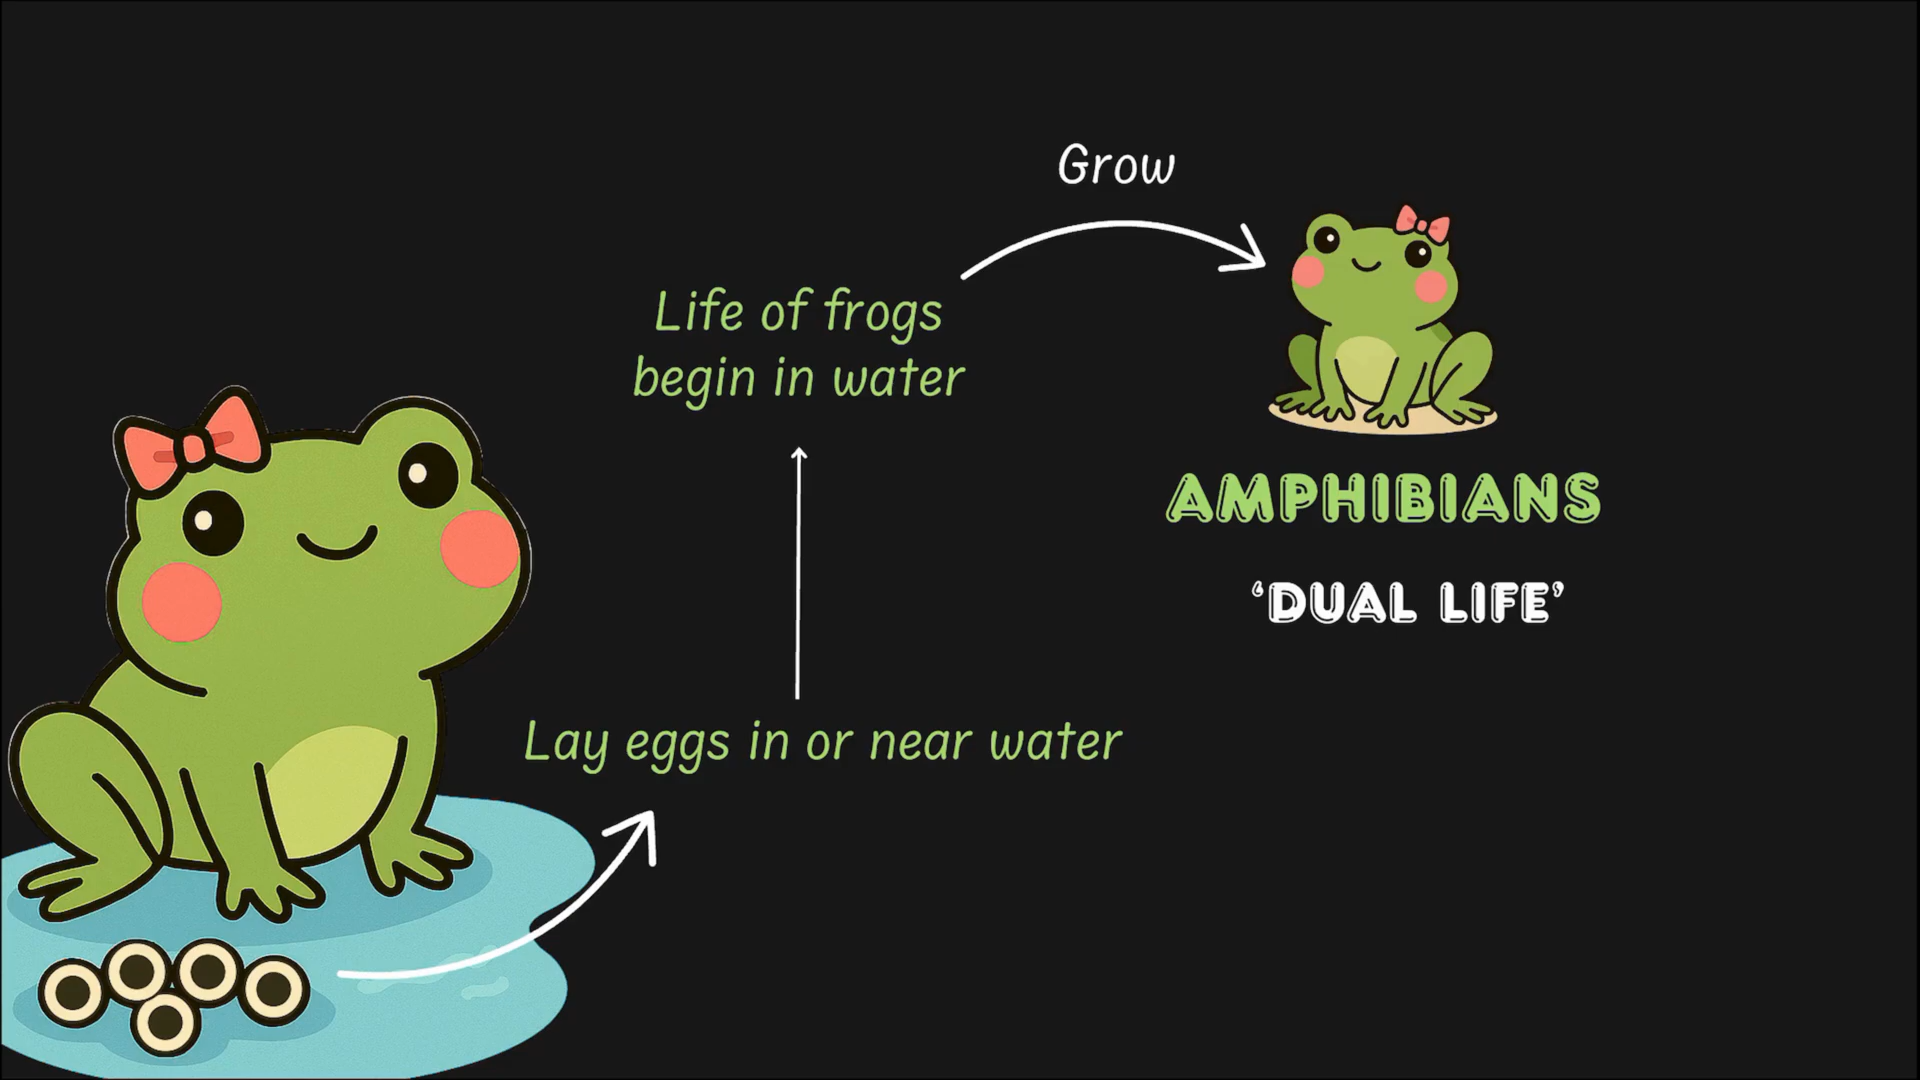 Grow
Life of frogs
begin in water
AMPHIBIANS
‘DUAL LIFE’
Lay eggs in or near water